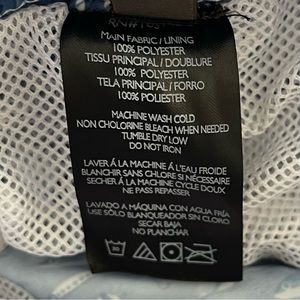 MAIN FABRIC / LINING
100% POLYESTER
TISSU PRINCIPAL / DOUBLURE
100% POLYESTER
TELA PRINCIPAL / FORRO
100% POLIESTER
MACHINE WASH COLD
NON CHOLORINE BLEACH WHEN NEEDED
TUMBLE DRY LOW
DO NOT IRON
LAVER Á LA MACHINE Á L'EAU FROIDE
BLANCHIR SANS CHLORE SI NÉCESSAIRE
SECHER Á LA MACHINE CYCLE DOUX
NE PAS REPASSER
LAVADO A MÁQUINA CON AGUA FRÍA
USE SÓLO BLANQUEADOR SIN CLORO
SECAR BAJA
NO PLANCHAR